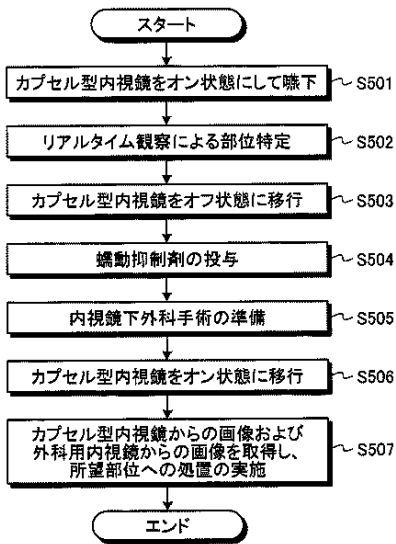 スタート
カプセル型内視鏡をオン状態にして嚥下
S501
リアルタイム観察による部位特定
S502
カプセル型内視鏡をオフ状態に移行
S503
蠕動抑制剤の投与
S504
内視鏡下外科手術の準備
S505
カプセル型内視鏡をオン状態に移行
S506
カプセル型内視鏡からの画像および
外科用内視鏡からの画像を取得し、
所望部位への処置の実施
S507
エンド